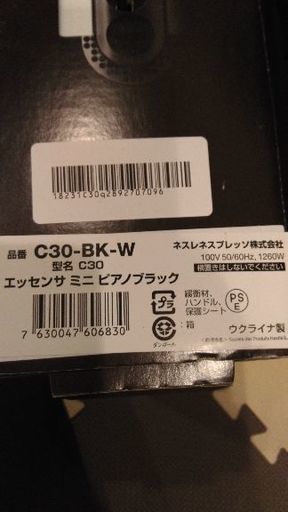 18231C30q2892707096
品番 C30-BK-W
型名 C30
エッセンサ ミニ ピアノブラック
ネスレネスプレッソ株式会社
100V 50/60Hz, 1260W
横置きはしないでください
7 630047 606830
プラ
緩衝材、
ハンドル、
保護シート
ダンボール
:箱
PS
E
ウクライナ製